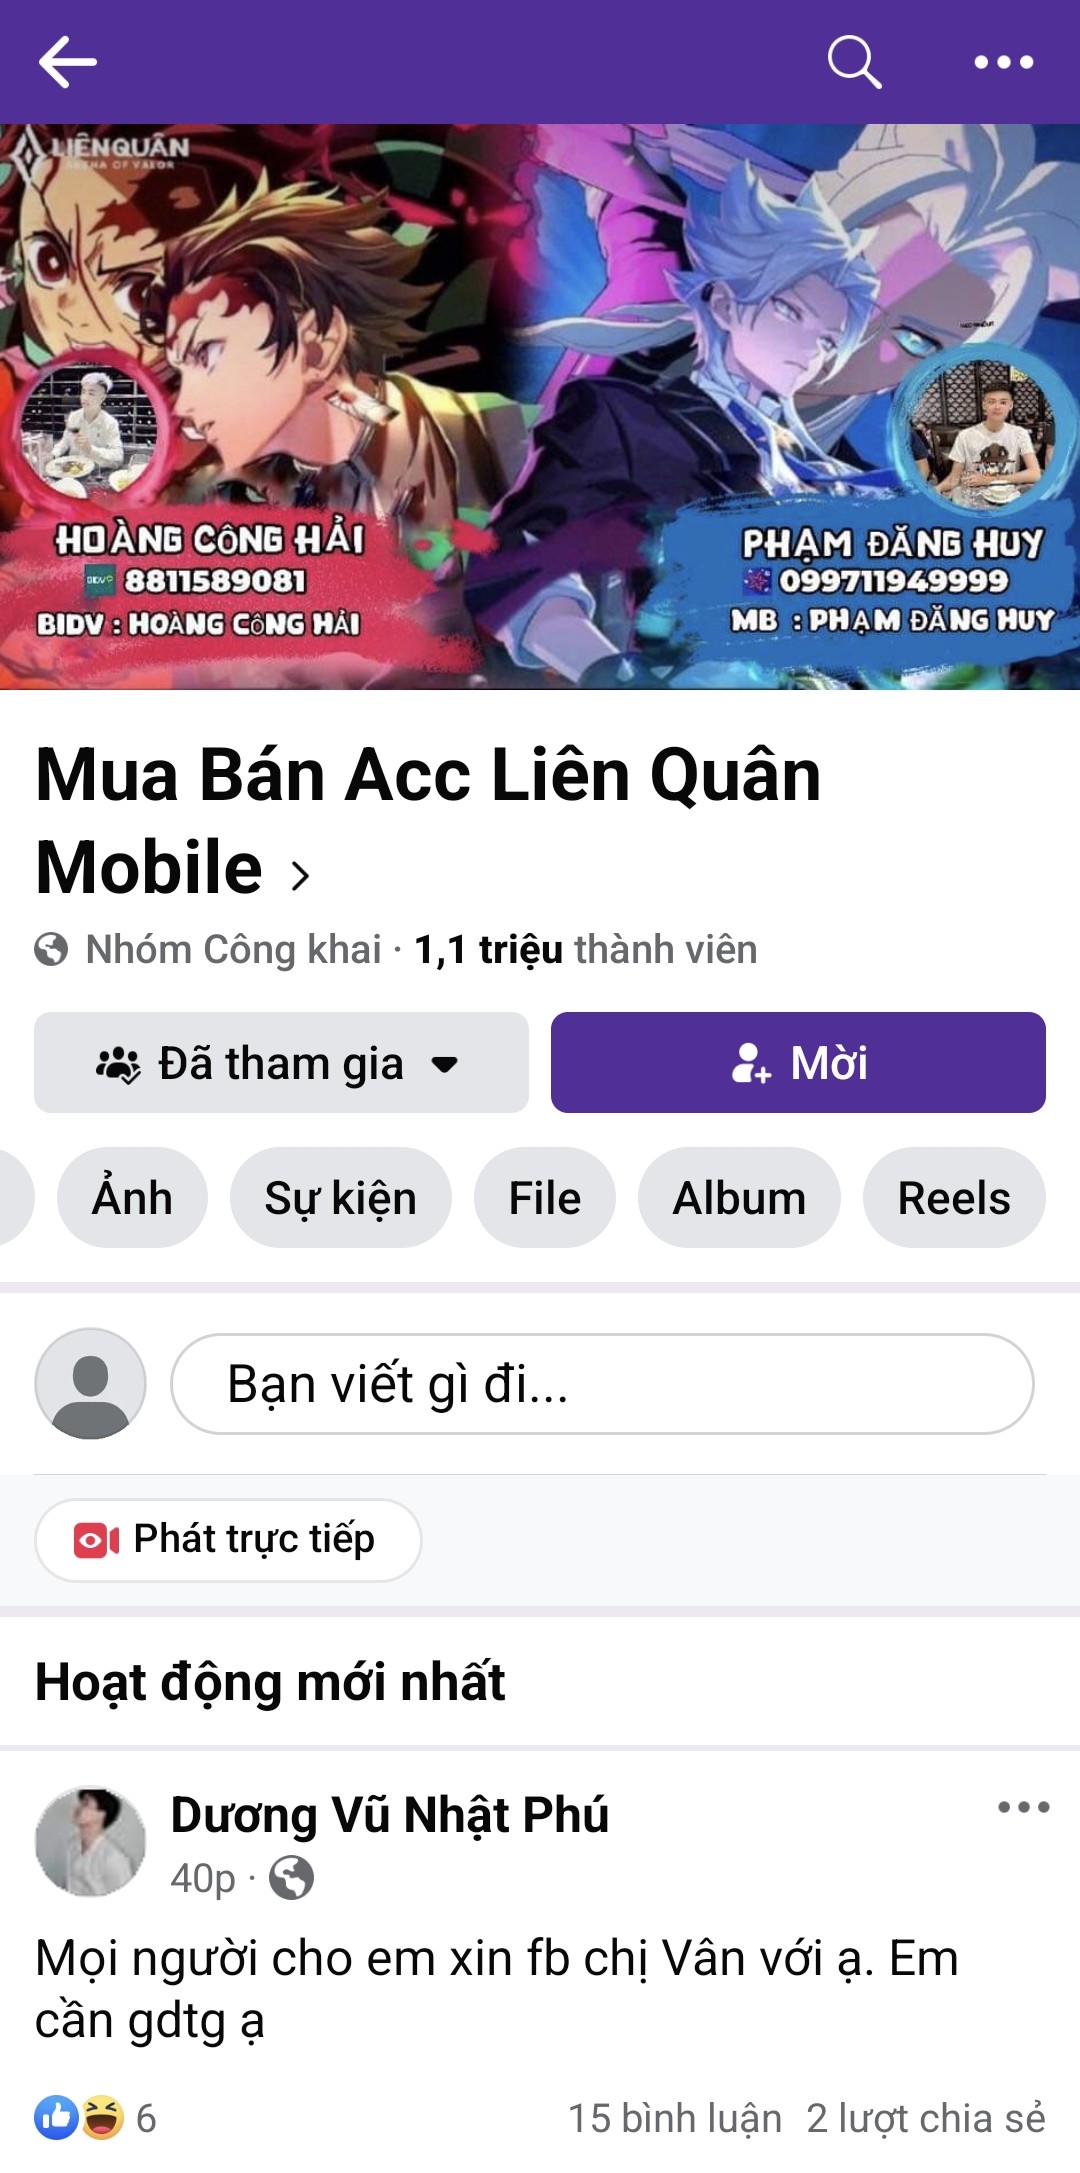 LIÊNQUÂN
ARENA OF VALOR
HOÀNG CÔNG HẢI
BIDV 8811589081
BIDV : HOÀNG CÔNG HẢI
PHẠM ĐĂNG HUY
099711949999
MB : PHẠM ĐĂNG HUY
Mua Bán Acc Liên Quân
Mobile >
Nhóm Công khai · 1,1 triệu thành viên
Đã tham gia
Mời
Ảnh
Sự kiện
File
Album
Reels
Bạn viết gì đi...
Phát trực tiếp
Hoạt động mới nhất
Dương Vũ Nhật Phú
40p ·
Mọi người cho em xin fb chị Vân với ạ. Em
cần gdtg ạ
6
15 bình luận 2 lượt chia sẻ